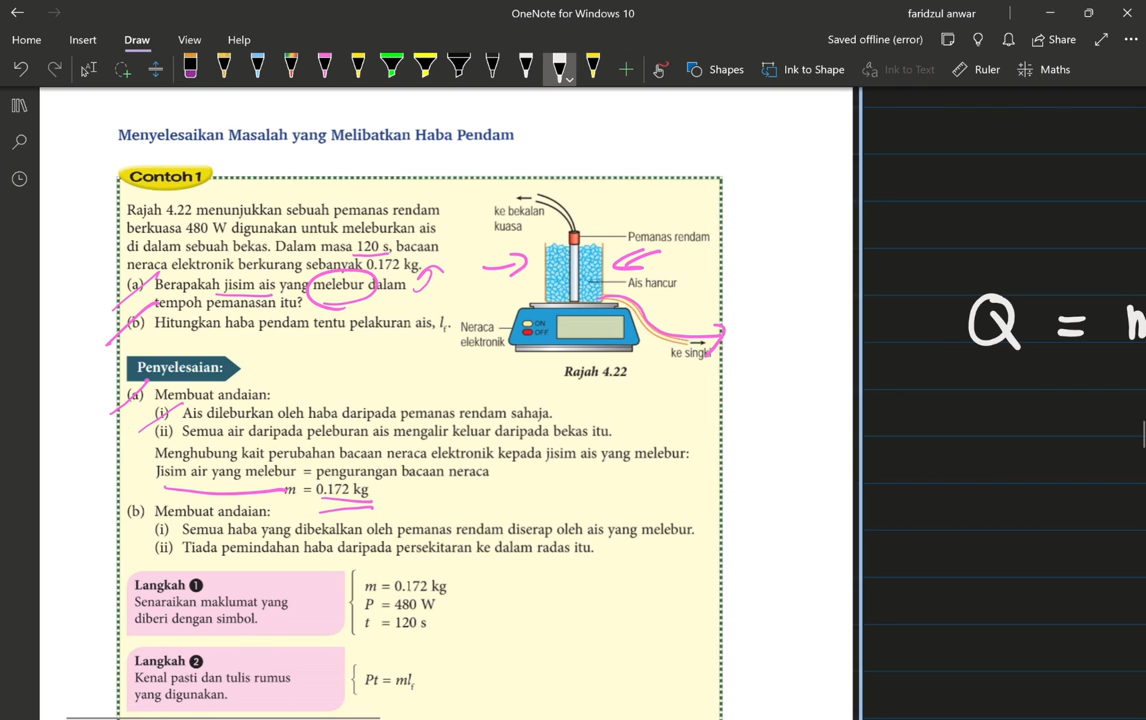 OneNote for Windows 10
faridzul anwar
Home Insert Draw View Help
Saved offline (error)
Share
Shapes
Ink to Shape
Ink to Text
Ruler
Maths
Menyelesaikan Masalah yang Melibatkan Haba Pendam
Contoh 1
Rajah 4.22 menunjukkan sebuah pemanas rendam
berkuasa 480 W digunakan untuk meleburkan ais
di dalam sebuah bekas. Dalam masa 120 s, bacaan
neraca elektronik berkurang sebanyak 0.172 kg.
(a) Berapakah jisim ais yang melebur dalam
tempoh pemanasan itu?
(b) Hitungkan haba pendam tentu pelakuran ais, lf.
ke bekalan
kuasa
Pemanas rendam
Ais hancur
Neraca
elektronik
ON
OFF
ke singki
Rajah 4.22
Q =
Penyelesaian:
(a) Membuat andaian:
(i) Ais dileburkan oleh haba daripada pemanas rendam sahaja.
(ii) Semua air daripada peleburan ais mengalir keluar daripada bekas itu.
Menghubung kait perubahan bacaan neraca elektronik kepada jisim ais yang melebur:
Jisim air yang melebur = pengurangan bacaan neraca
m = 0.172 kg
(b) Membuat andaian:
(i) Semua haba yang dibekalkan oleh pemanas rendam diserap oleh ais yang melebur.
(ii) Tiada pemindahan haba daripada persekitaran ke dalam radas itu.
Langkah 1
Senaraikan maklumat yang
diberi dengan simbol.
m = 0.172 kg
P = 480 W
t = 120 s
Langkah 2
Kenal pasti dan tulis rumus
yang digunakan.
Pt = mlf